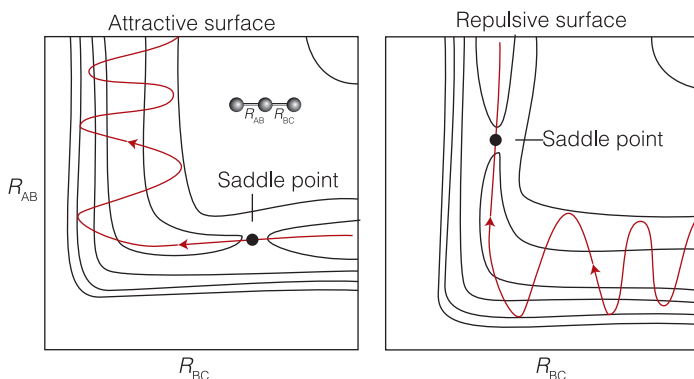 Attractive surface
R_AB R_BC
Saddle point
R_AB
R_BC
Repulsive surface
Saddle point
R_BC